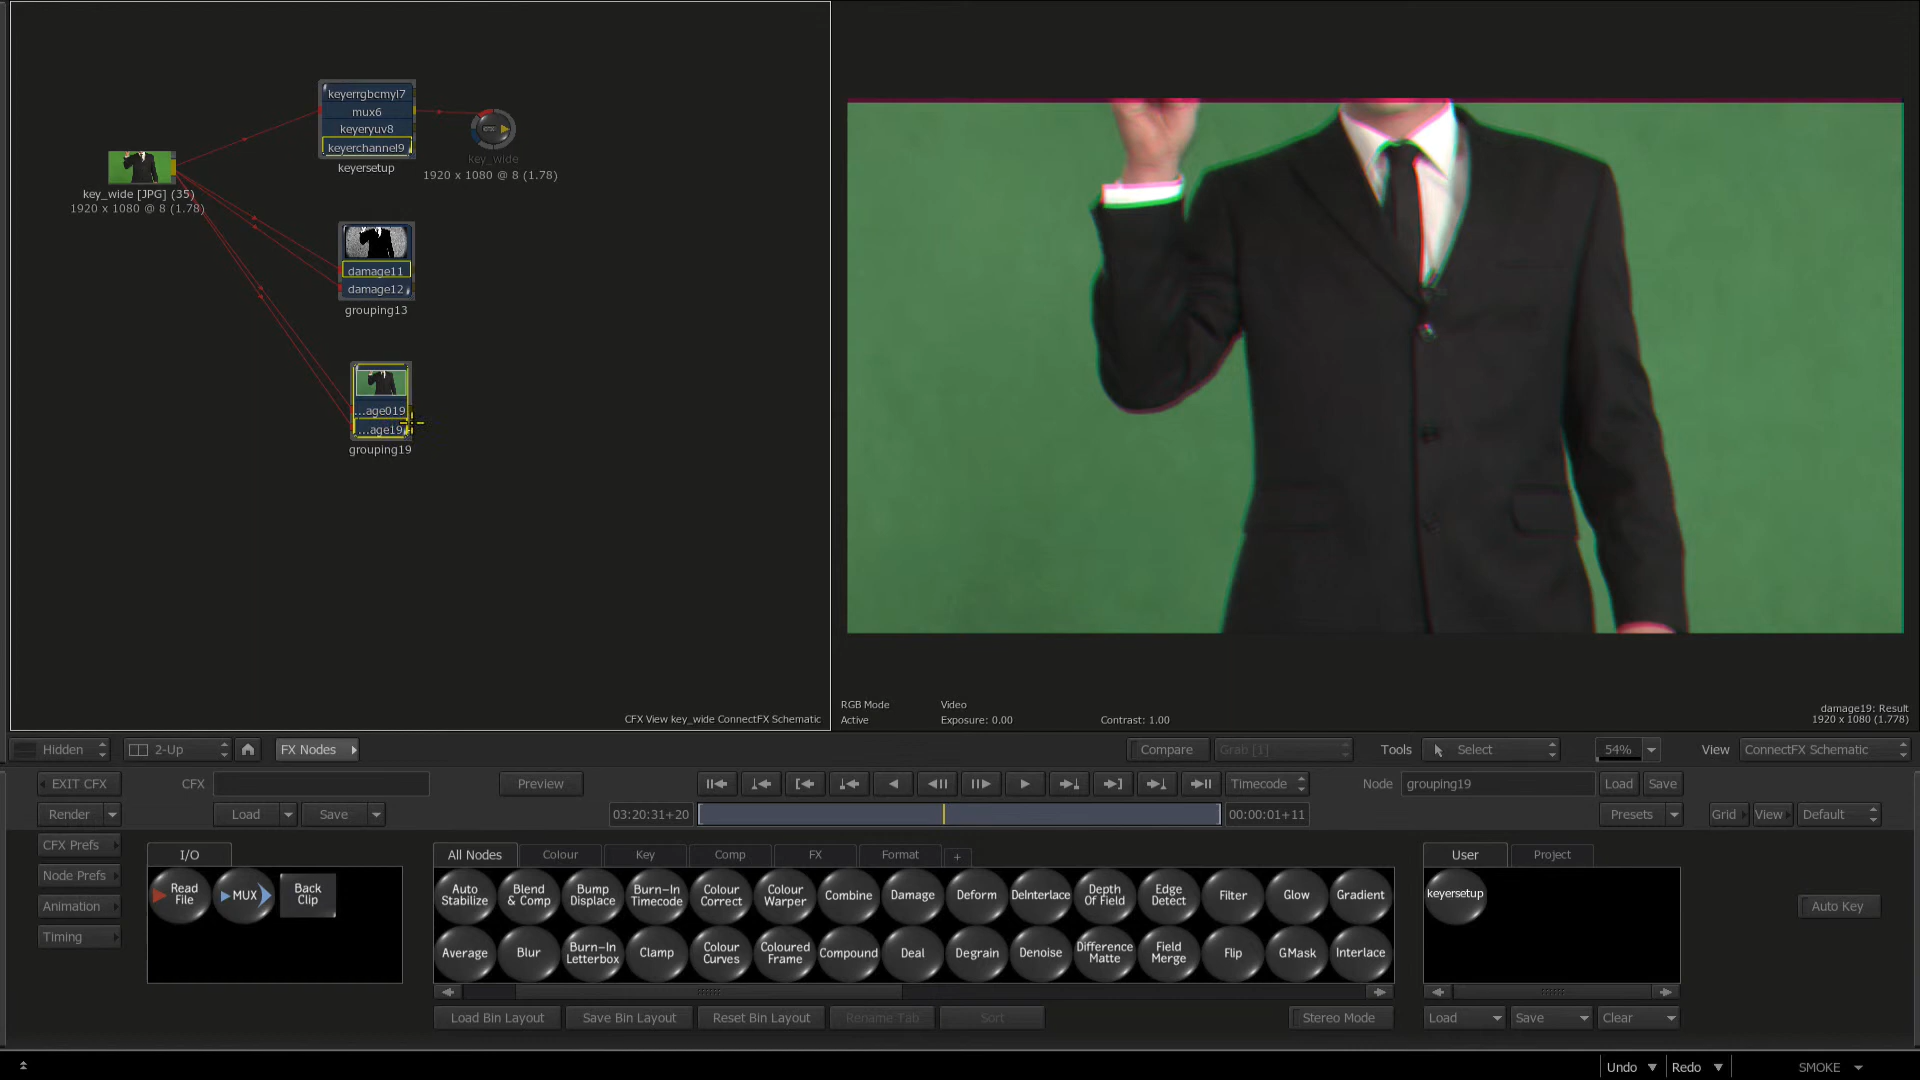 keyerrgbcmyl7
mux6
keyeryuv8
keyerchannel9
keyersetup
key_wide
1920 x 1080 @ 8 (1.78)
key_wide [JPG] (35)
1920 x 1080 @ 8 (1.78)
damage11
damage12
grouping13
...age019
...age19
grouping19
CFX View key_wide ConnectFX Schematic
RGB Mode Video
Active Exposure: 0.00 Contrast: 1.00
damage19: Result
1920 x 1080 (1.778)
Hidden 2-Up FX Nodes Compare Grab [1] Tools Select 54% View ConnectFX Schematic
EXIT CFX CFX Preview Timecode Node grouping19 Load Save
Render Load Save 03:20:31+20 00:00:01+11 Presets Grid View Default
CFX Prefs I/O All Nodes Colour Key Comp FX Format + User Project
Node Prefs
Animation
Timing
Read File MUX Back Clip
Auto Stabilize Blend & Comp Bump Displace Burn-In Timecode Colour Correct Colour Warper Combine Damage Deform DeInterlace Depth Of Field Edge Detect Filter Glow Gradient
keyersetup
Auto Key
Average Blur Burn-In Letterbox Clamp Colour Curves Coloured Frame Compound Deal Degrain Denoise Difference Matte Field Merge Flip GMask Interlace
Load Bin Layout Save Bin Layout Reset Bin Layout Rename Tab Sort Stereo Mode Load Save Clear
Undo Redo SMOKE